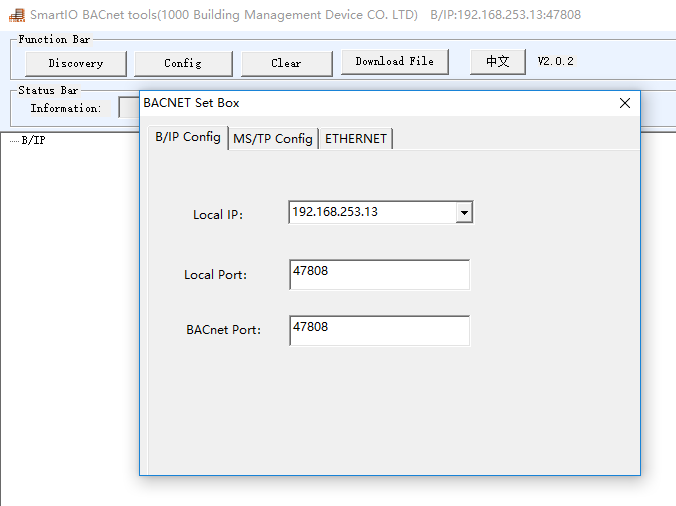 SmartIO BACnet tools(1000 Building Management Device CO. LTD) B/IP:192.168.253.13:47808
Function Bar
Discovery Config Clear Download File 中文 V2.0.2
Status Bar
Information:
BACNET Set Box
B/IP
B/IP Config MS/TP Config ETHERNET
Local IP: 192.168.253.13
Local Port: 47808
BACnet Port: 47808